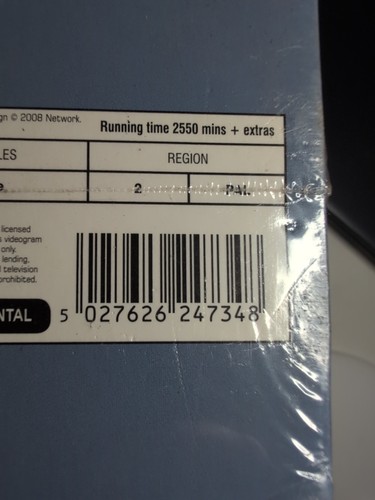 gn © 2008 Network.
Running time 2550 mins + extras
LES
REGION
e.
2
PAL
licensed
videogram
only.
lending,
television
prohibited.
NTAL
5 027626 247348